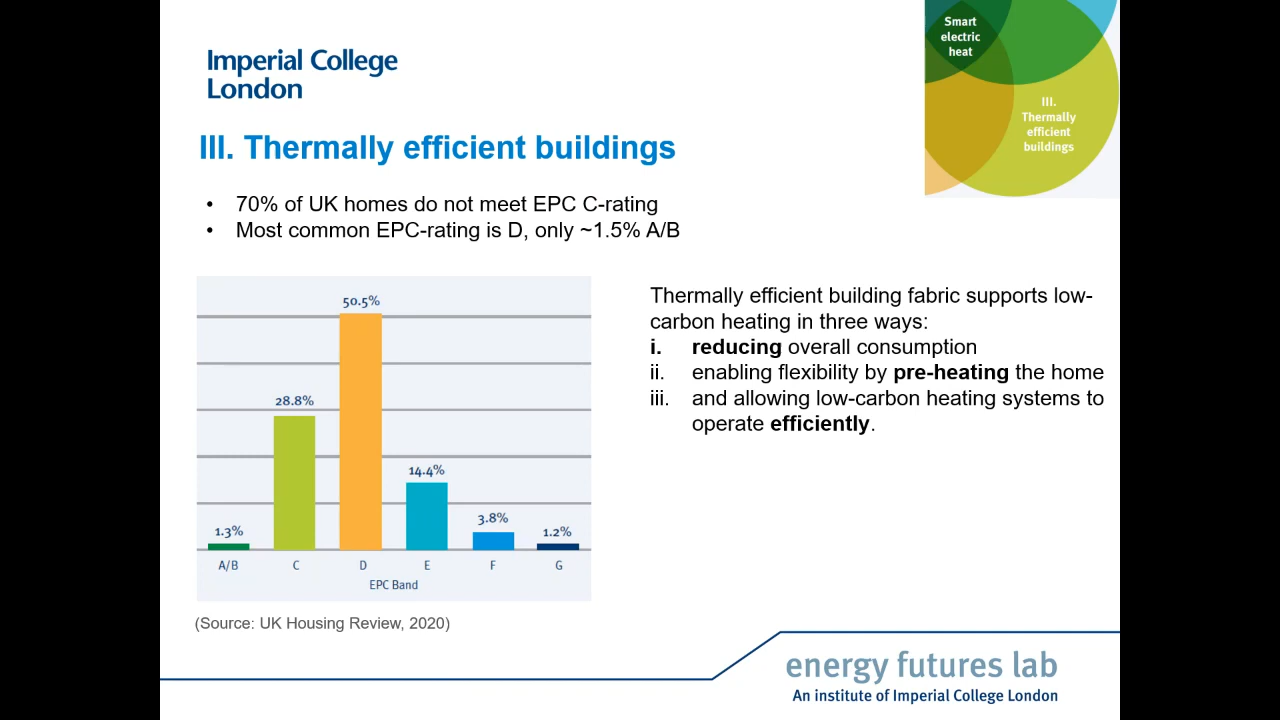 Smart
electric
heat
Imperial College
London
III.
Thermally
efficient
buildings
III. Thermally efficient buildings
• 70% of UK homes do not meet EPC C-rating
• Most common EPC-rating is D, only ~1.5% A/B
50.5%
28.8%
14.4%
3.8%
1.3%
1.2%
A/B C D E F G
EPC Band
(Source: UK Housing Review, 2020)
Thermally efficient building fabric supports low-
carbon heating in three ways:
i. reducing overall consumption
ii. enabling flexibility by pre-heating the home
iii. and allowing low-carbon heating systems to
operate efficiently.
energy futures lab
An institute of Imperial College London